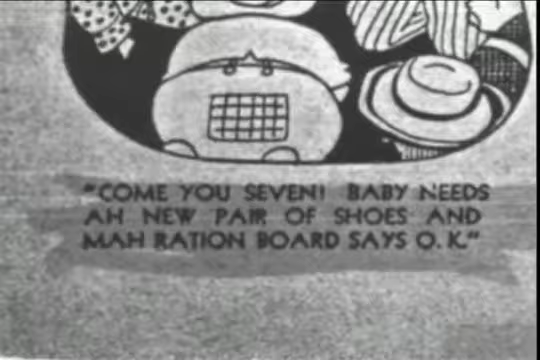 "COME YOU SEVEN! BABY NEEDS
AH NEW PAIR OF SHOES AND
MAH RATION BOARD SAYS O.K."